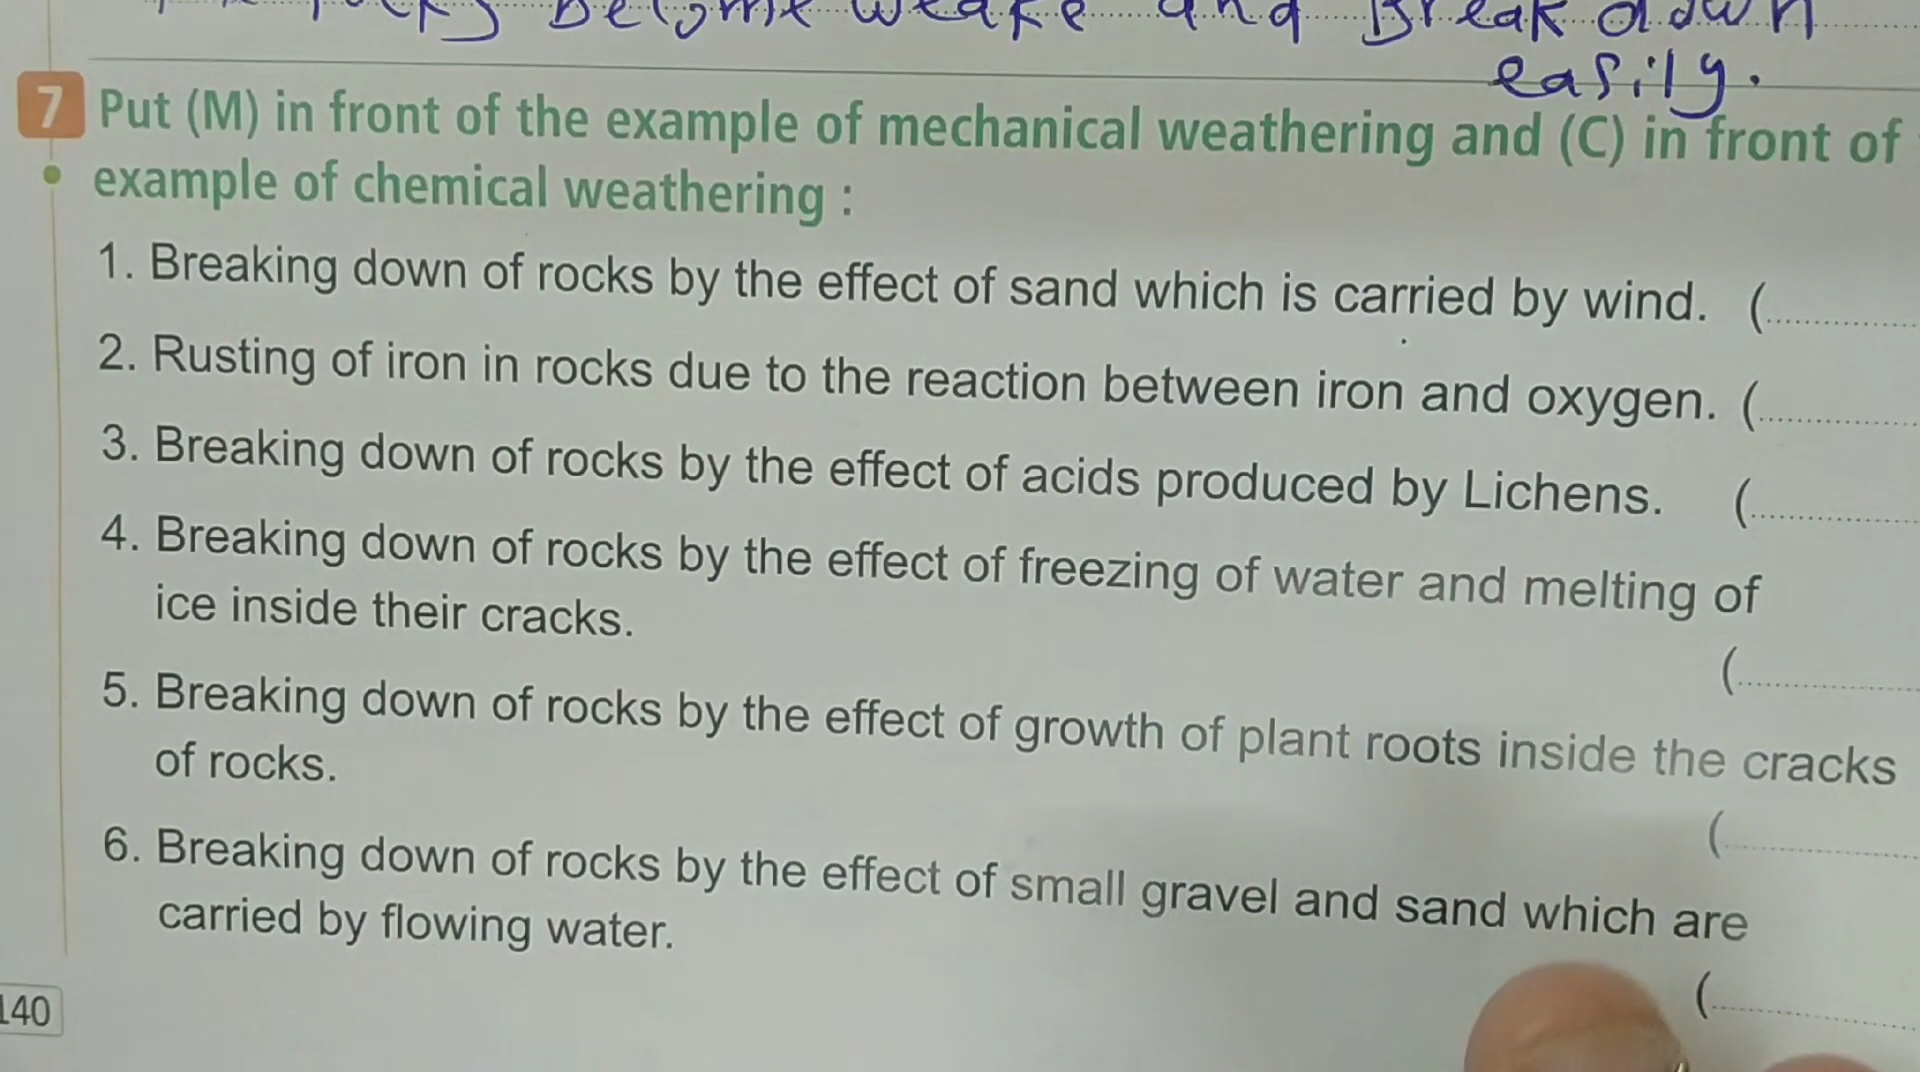 Become weake and Break down
easily.
7 Put (M) in front of the example of mechanical weathering and (C) in front of
example of chemical weathering :
1. Breaking down of rocks by the effect of sand which is carried by wind. (..............
2. Rusting of iron in rocks due to the reaction between iron and oxygen. (..............
3. Breaking down of rocks by the effect of acids produced by Lichens. (..............
4. Breaking down of rocks by the effect of freezing of water and melting of
ice inside their cracks.
(..............
5. Breaking down of rocks by the effect of growth of plant roots inside the cracks
of rocks.
(..............
6. Breaking down of rocks by the effect of small gravel and sand which are
carried by flowing water.
(..............
140